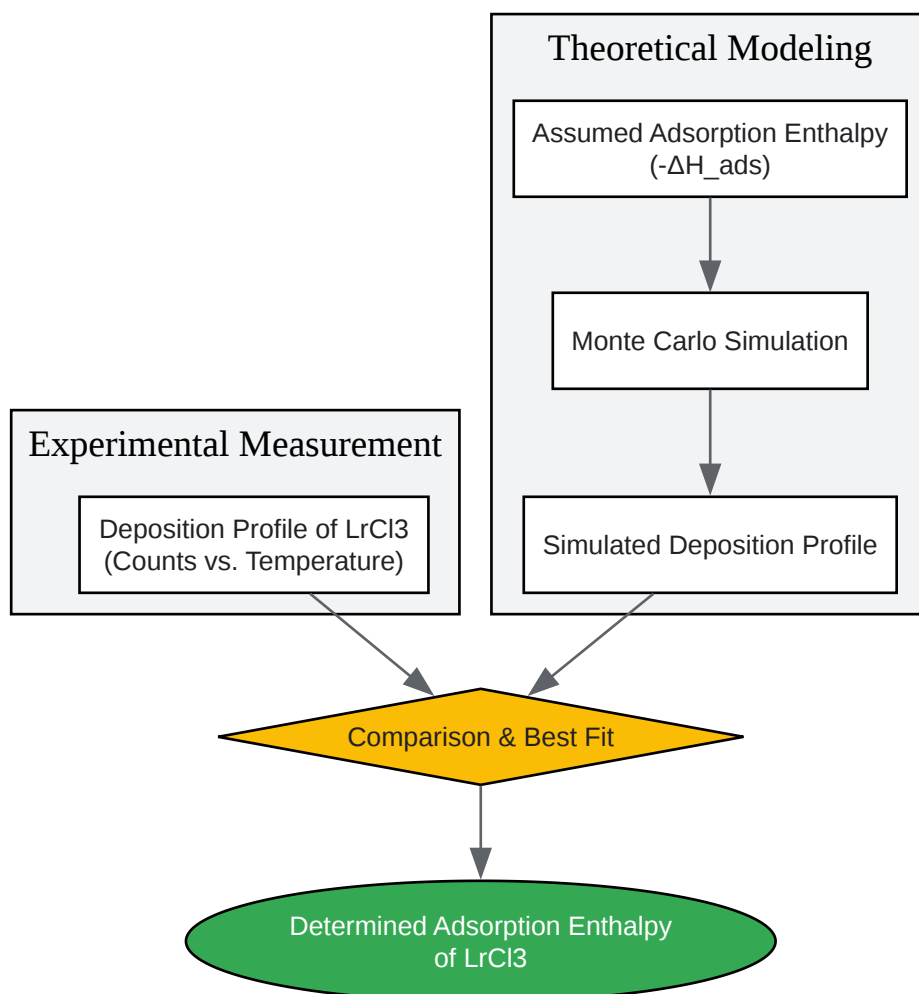 Theoretical Modeling
Assumed Adsorption Enthalpy
(-ΔH_ads)
Monte Carlo Simulation
Simulated Deposition Profile
Experimental Measurement
Deposition Profile of LrCl3
(Counts vs. Temperature)
Comparison & Best Fit
Determined Adsorption Enthalpy
of LrCl3